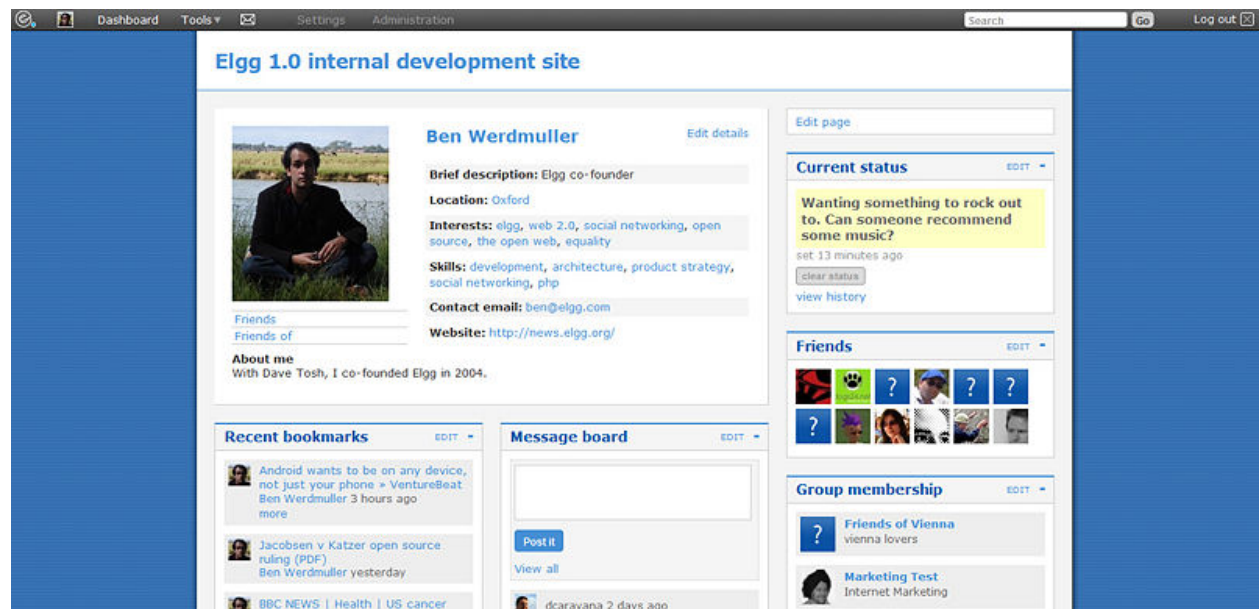 Dashboard Tools ▾ Settings Administration Search Go Log out
Elgg 1.0 internal development site
Ben Werdmuller Edit details
Brief description: Elgg co-founder
Location: Oxford
Interests: elgg, web 2.0, social networking, open
source, the open web, equality
Skills: development, architecture, product strategy,
social networking, php
Contact email: ben@elgg.com
Website: http://news.elgg.org/
Friends
Friends of
About me
With Dave Tosh, I co-founded Elgg in 2004.
Recent bookmarks EDIT
Android wants to be on any device,
not just your phone » VentureBeat
Ben Werdmuller 3 hours ago
more
Jacobsen v Katzer open source
ruling (PDF)
Ben Werdmuller yesterday
BBC NEWS | Health | US cancer
Message board EDIT
Post it
View all
dcaravana 2 days ago
Edit page
Current status EDIT
Wanting something to rock out
to. Can someone recommend
some music?
set 13 minutes ago
clear status
view history
Friends EDIT
? ? ?
?
Group membership EDIT
?
Friends of Vienna
vienna lovers
Marketing Test
Internet Marketing